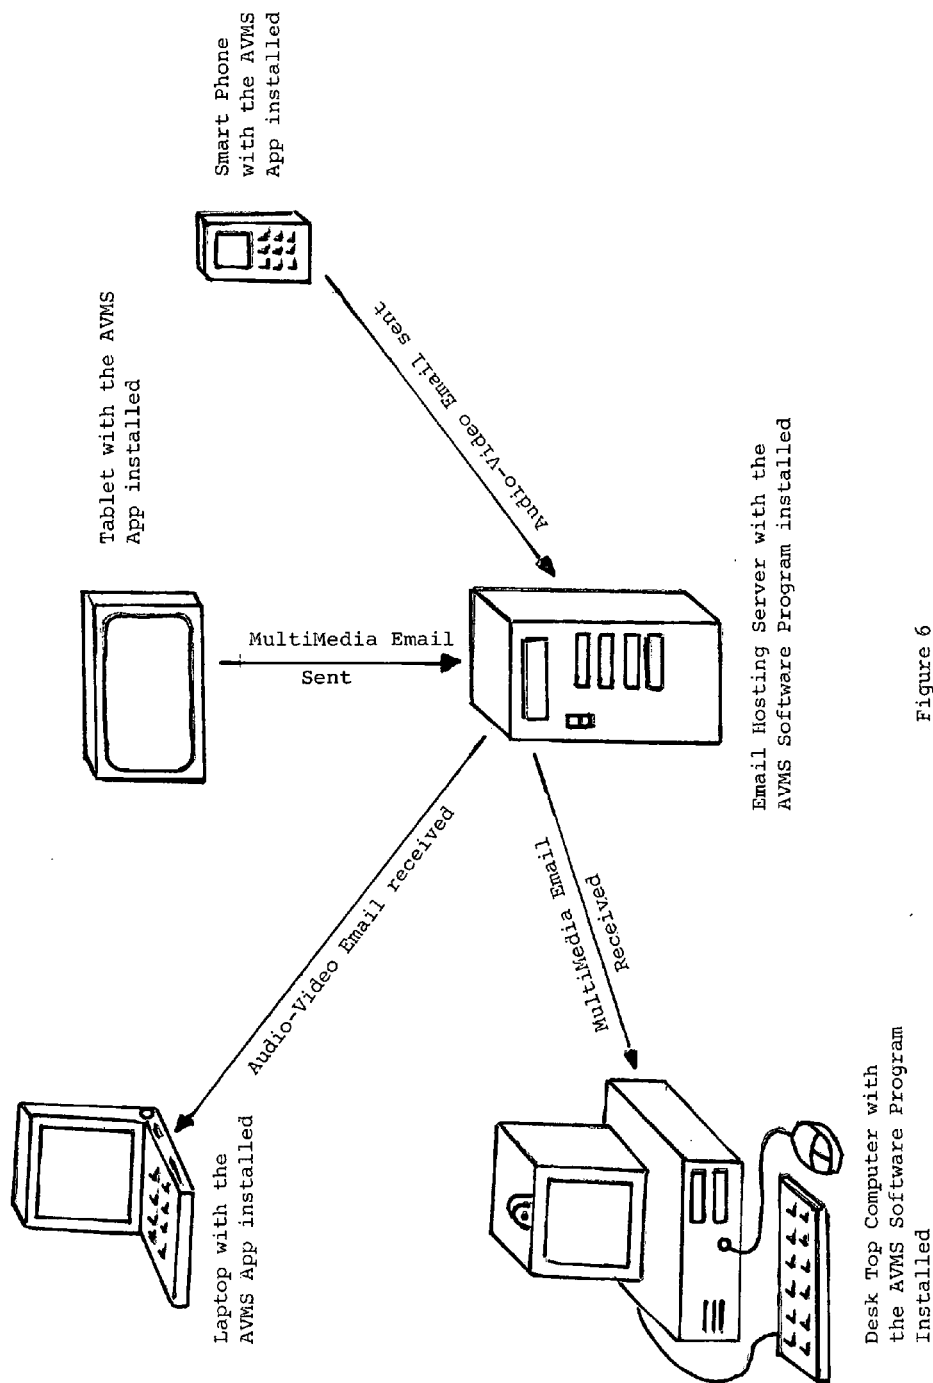 Laptop with the
AVMS App installed
Tablet with the AVMS
App installed
Smart Phone
with the AVMS
App installed
Audio-Video Email received
MultiMedia Email
Sent
Audio-Video Email sent
MultiMedia Email
Received
Desk Top Computer with
the AVMS Software Program
Installed
Email Hosting Server with the
AVMS Software Program installed
Figure 6